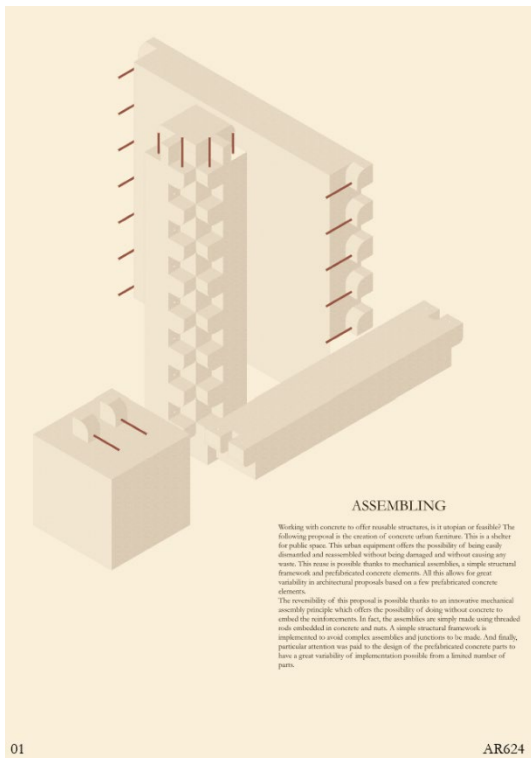 ASSEMBLING
Working with concrete to offer reusable structures, is it utopian or feasible? The
following proposal is the creation of concrete urban furniture. This is a shelter
for public space. This urban equipment offers the possibility of being easily
dismantled and reassembled without being damaged and without causing any
waste. This reuse is possible thanks to mechanical assemblies, a simple structural
framework and prefabricated concrete elements. All this allows for great
variability in architectural proposals based on a few prefabricated concrete
elements.
The reversibility of this proposal is possible thanks to an innovative mechanical
assembly principle which offers the possibility of doing without concrete to
embed the reinforcements. In fact, the assemblies are simply made using threaded
rods embedded in concrete and nuts. A simple structural framework is
implemented to avoid complex assemblies and junctions to be made. And finally,
particular attention was paid to the design of the prefabricated concrete parts to
have a great variability of implementation possible from a limited number of
parts.
01
AR624